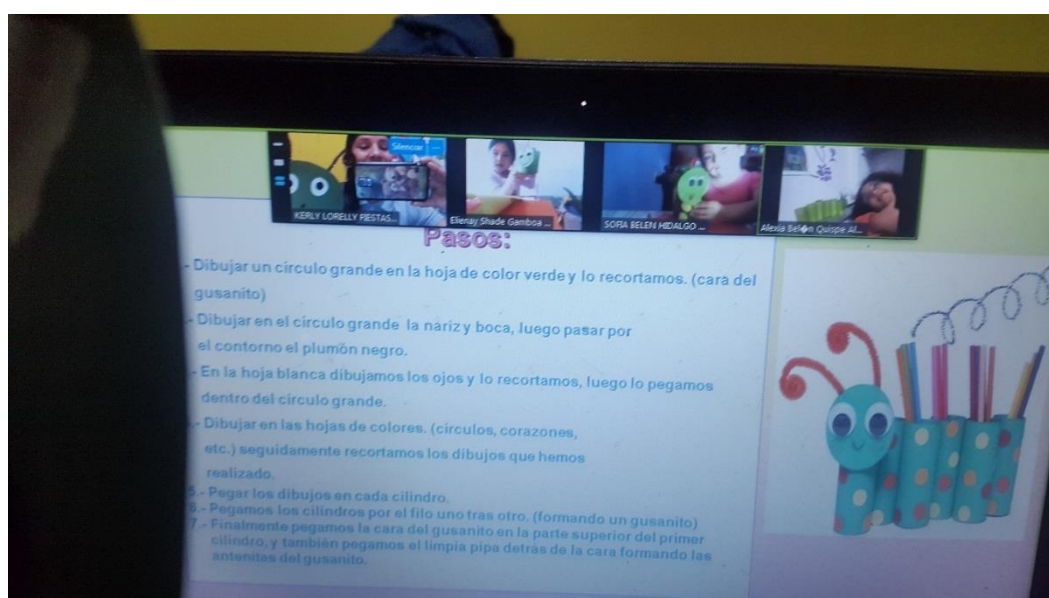 Silenciar
KERLY LORELLY FIESTAS...
Elienay Shade Gamboa ...
SOFIA BELEN HIDALGO ...
Alexia Bel�n Quispe Al...
Pasos:
- Dibujar un circulo grande en la hoja de color verde y lo recortamos. (cara del
gusanito)
- Dibujar en el circulo grande la nariz y boca, luego pasar por
el contorno el plumón negro.
- En la hoja blanca dibujamos los ojos y lo recortamos, luego lo pegamos
dentro del circulo grande.
.- Dibujar en las hojas de colores. (circulos, corazones,
etc.) seguidamente recortamos los dibujos que hemos
realizado.
5.- Pegar los dibujos en cada cilindro.
6.- Pegamos los cilindros por el filo uno tras otro. (formando un gusanito)
7.- Finalmente pegamos la cara del gusanito en la parte superior del primer
cilindro, y también pegamos el limpia pipa detrás de la cara formando las
antenitas del gusanito.